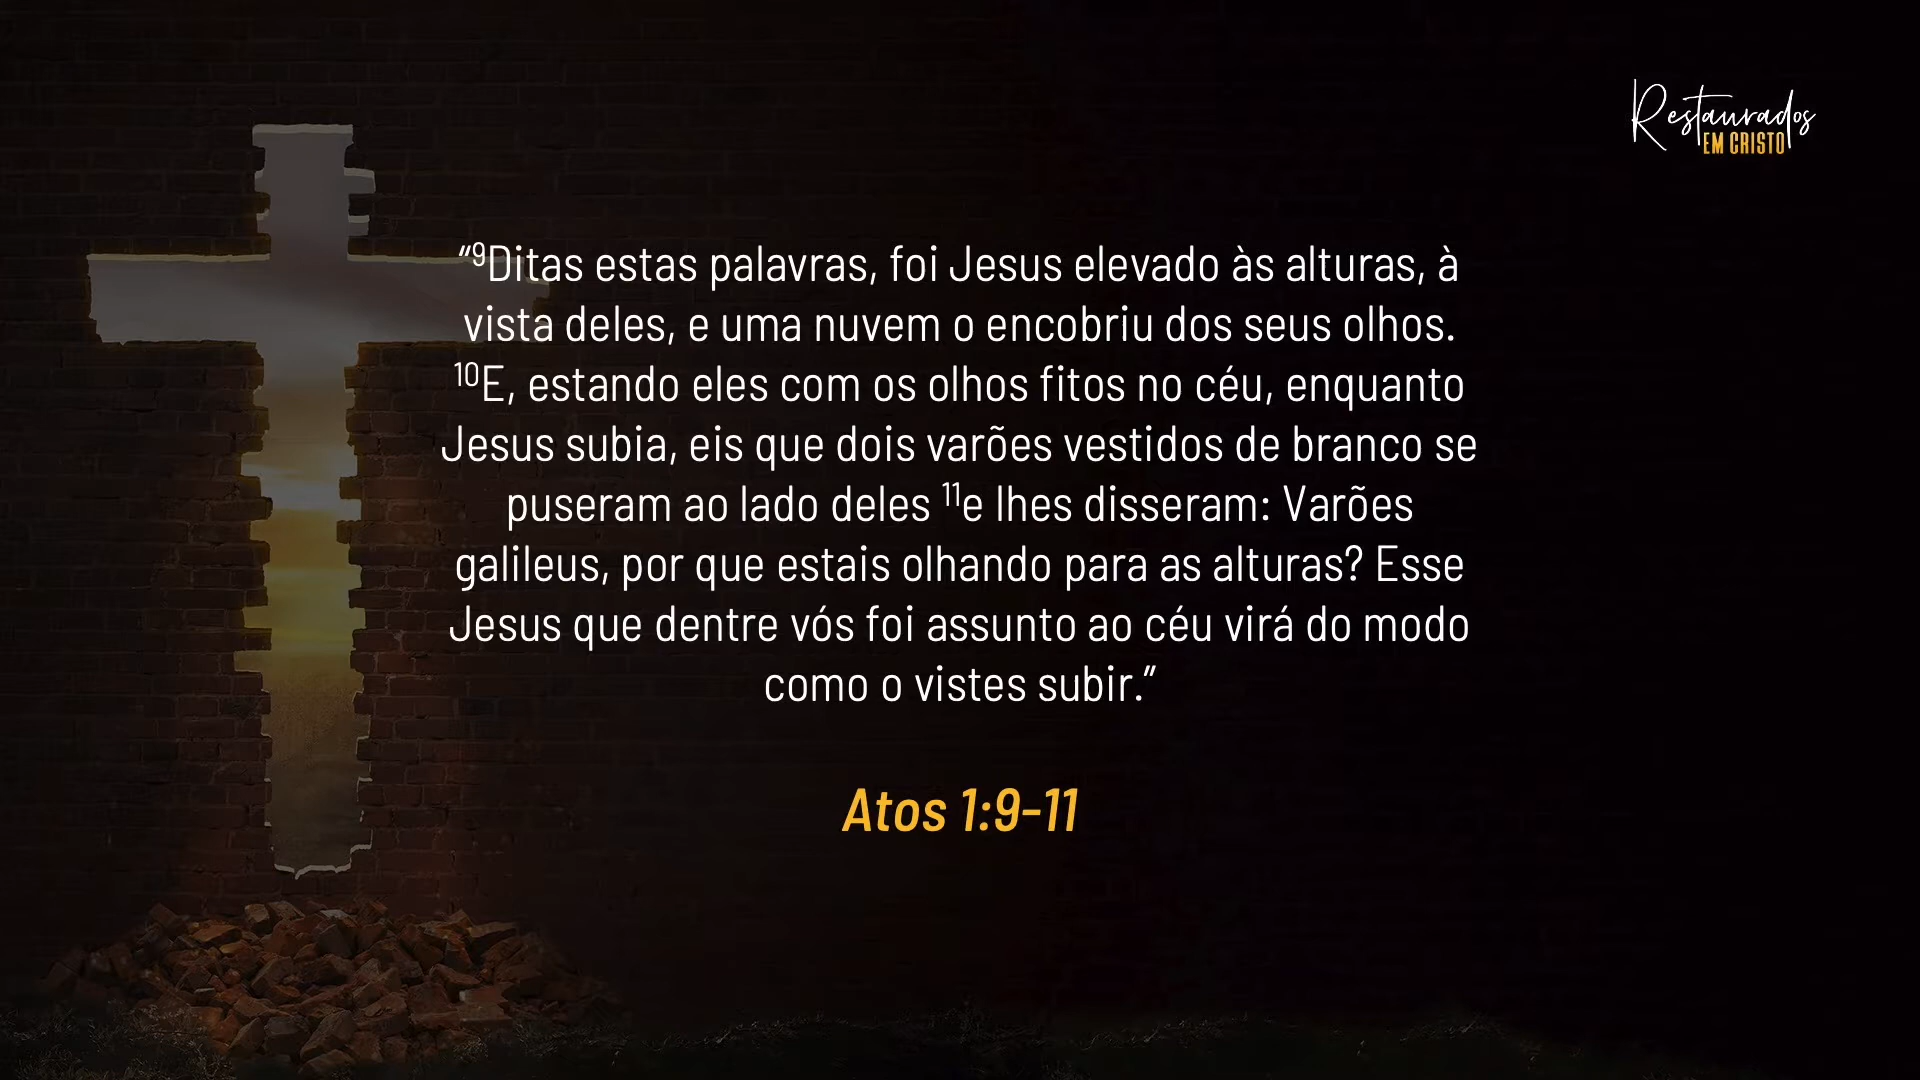 Restaurados
EM CRISTO
“⁹Ditas estas palavras, foi Jesus elevado às alturas, à
vista deles, e uma nuvem o encobriu dos seus olhos.
¹⁰E, estando eles com os olhos fitos no céu, enquanto
Jesus subia, eis que dois varões vestidos de branco se
puseram ao lado deles ¹¹e lhes disseram: Varões
galileus, por que estais olhando para as alturas? Esse
Jesus que dentre vós foi assunto ao céu virá do modo
como o vistes subir.”
Atos 1:9-11